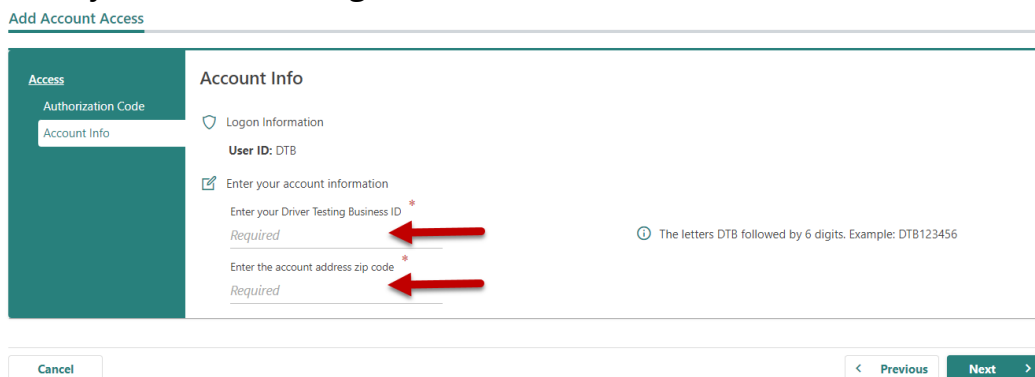 Add Account Access
Access
Authorization Code
Account Info
Account Info
Logon Information
User ID: DTB
Enter your account information
Enter your Driver Testing Business ID *
Required
The letters DTB followed by 6 digits. Example: DTB123456
Enter the account address zip code *
Required
Cancel
< Previous
Next >